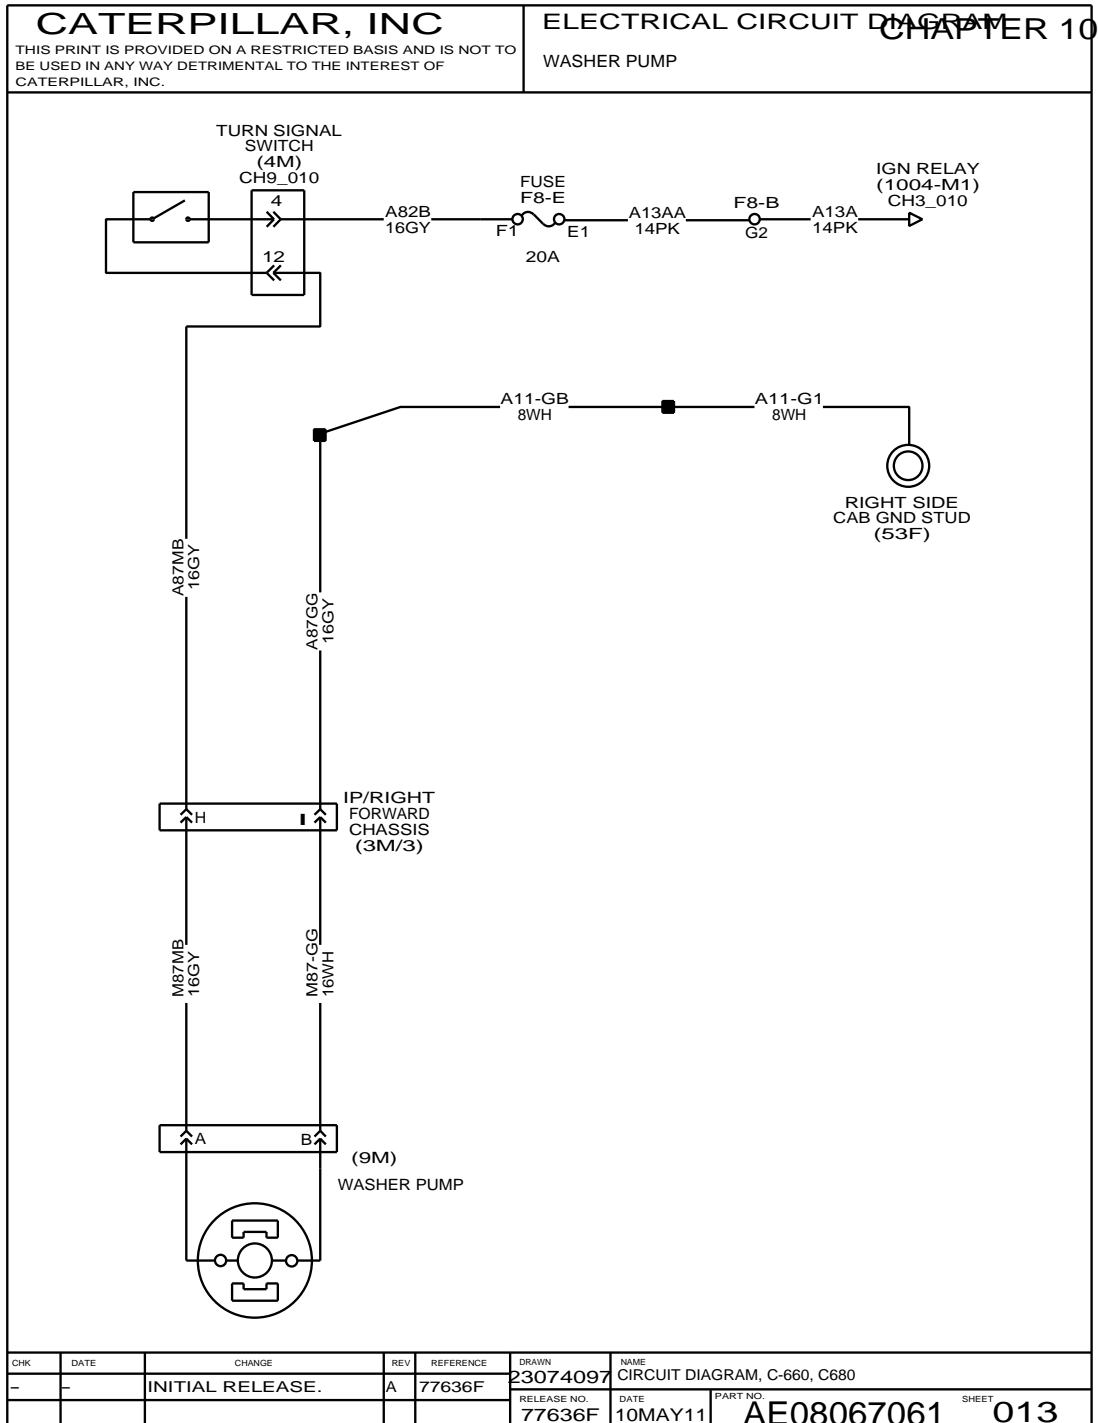 CATERPILLAR, INC
THIS PRINT IS PROVIDED ON A RESTRICTED BASIS AND IS NOT TO
BE USED IN ANY WAY DETRIMENTAL TO THE INTEREST OF
CATERPILLAR, INC.
ELECTRICAL CIRCUIT DIAGRAM
CHAPTER 10
WASHER PUMP
TURN SIGNAL
SWITCH
(4M)
CH9_010
4
12
A82B
16GY
FUSE
F8-E
F1
E1
20A
A13AA
14PK
F8-B
G2
A13A
14PK
IGN RELAY
(1004-M1)
CH3_010
A11-GB
8WH
A11-G1
8WH
RIGHT SIDE
CAB GND STUD
(53F)
A87MB
16GY
A87GG
16GY
H
I
IP/RIGHT
FORWARD
CHASSIS
(3M/3)
M87MB
16GY
M87-GG
16WH
A
B
(9M)
WASHER PUMP
CHK
DATE
CHANGE
REV
REFERENCE
–
–
INITIAL RELEASE.
A
77636F
DRAWN
23074097
NAME
CIRCUIT DIAGRAM, C-660, C680
RELEASE NO.
77636F
DATE
10MAY11
PART NO.
AE08067061
SHEET
013